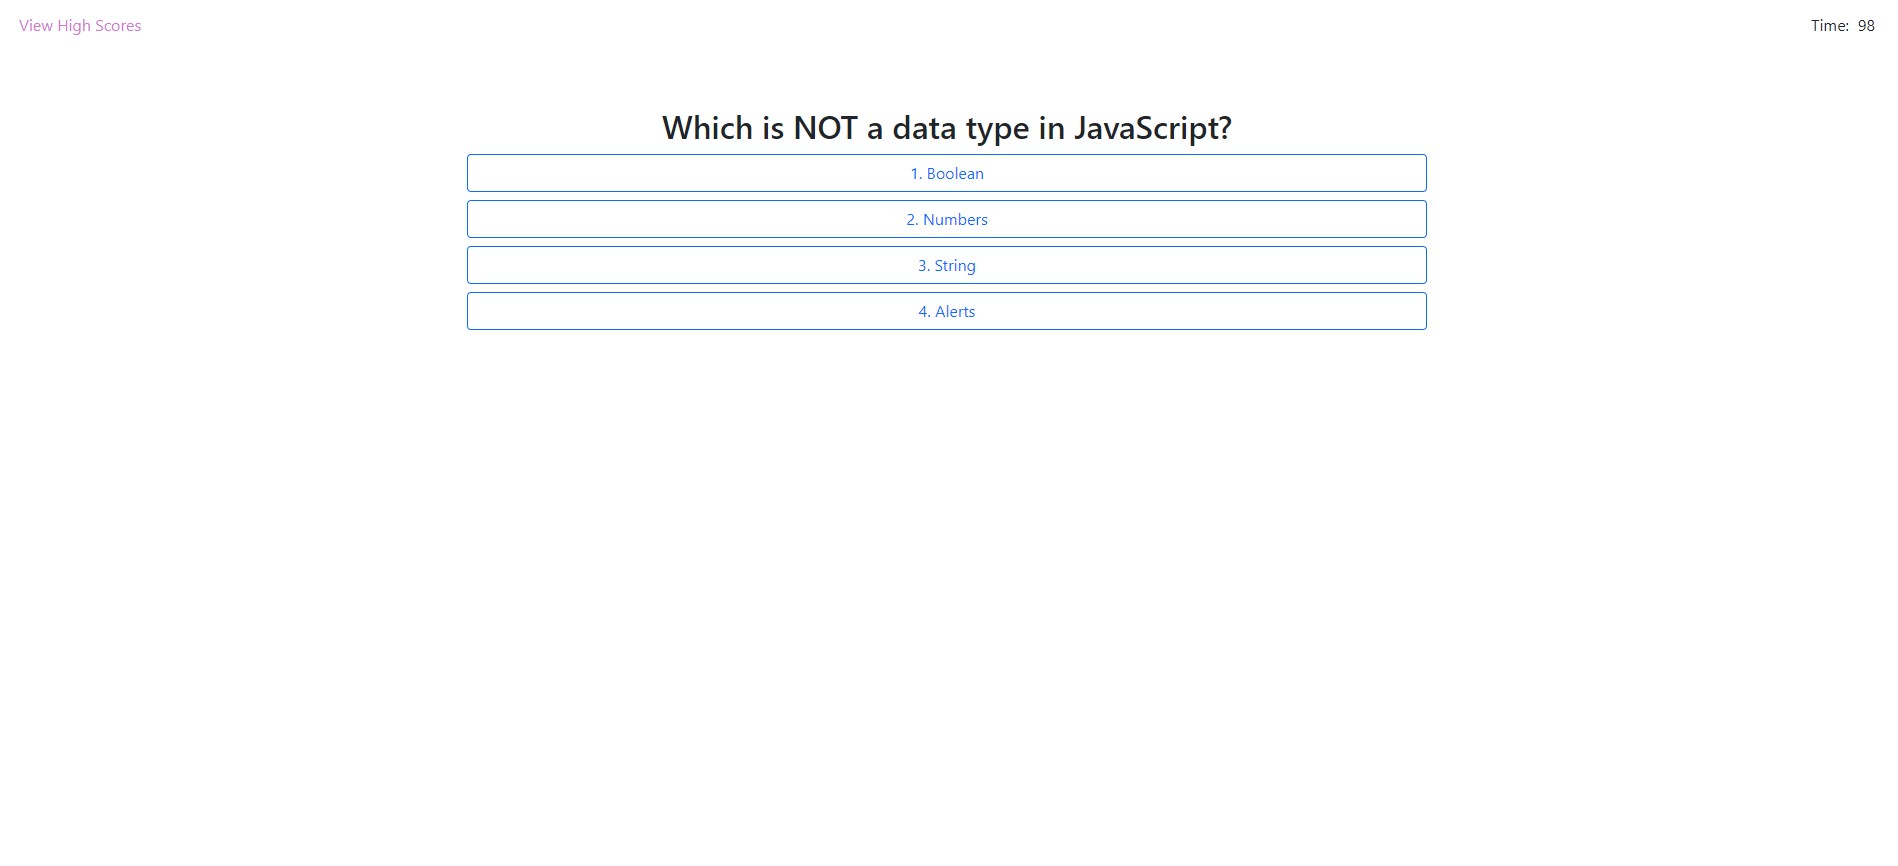 View High Scores
Time: 98
Which is NOT a data type in JavaScript?
1. Boolean
2. Numbers
3. String
4. Alerts